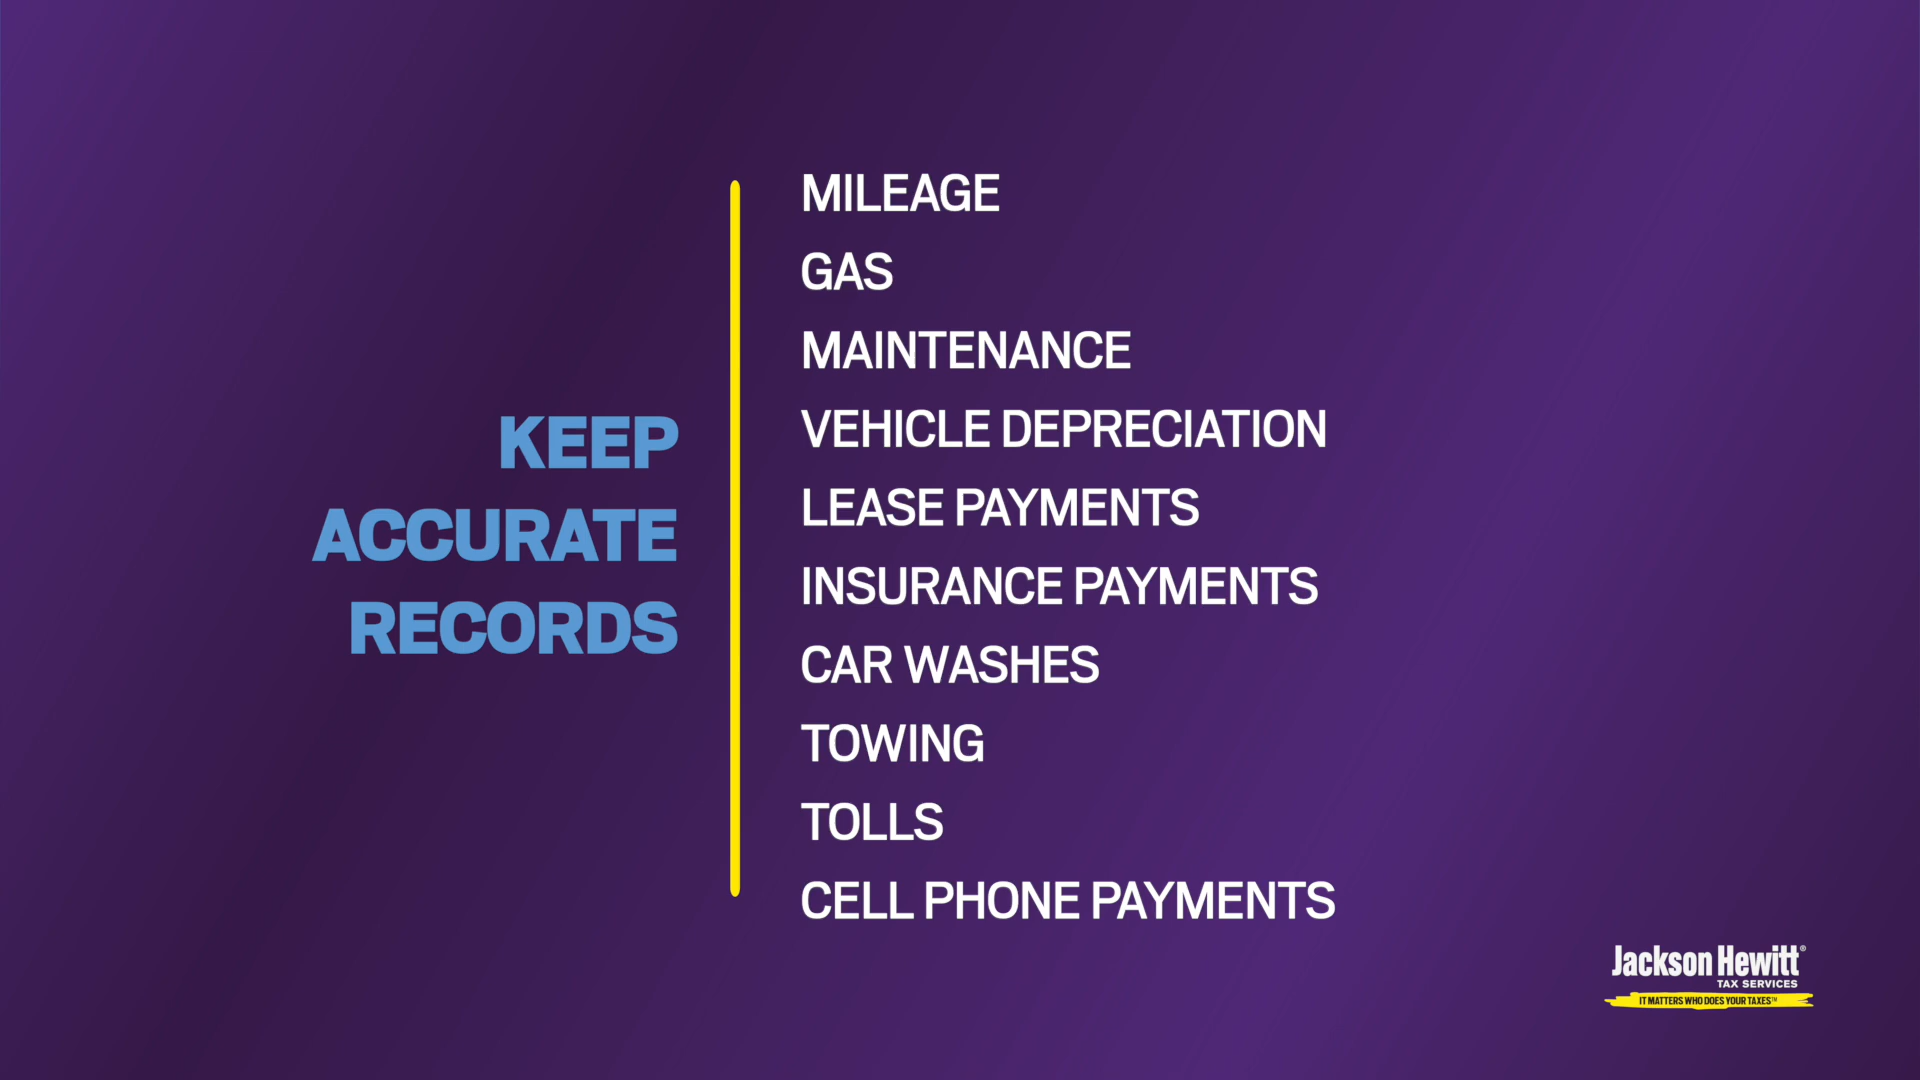 KEEP
ACCURATE
RECORDS
MILEAGE
GAS
MAINTENANCE
VEHICLE DEPRECIATION
LEASE PAYMENTS
INSURANCE PAYMENTS
CAR WASHES
TOWING
TOLLS
CELL PHONE PAYMENTS
Jackson Hewitt®
TAX SERVICES
IT MATTERS WHO DOES YOUR TAXES™